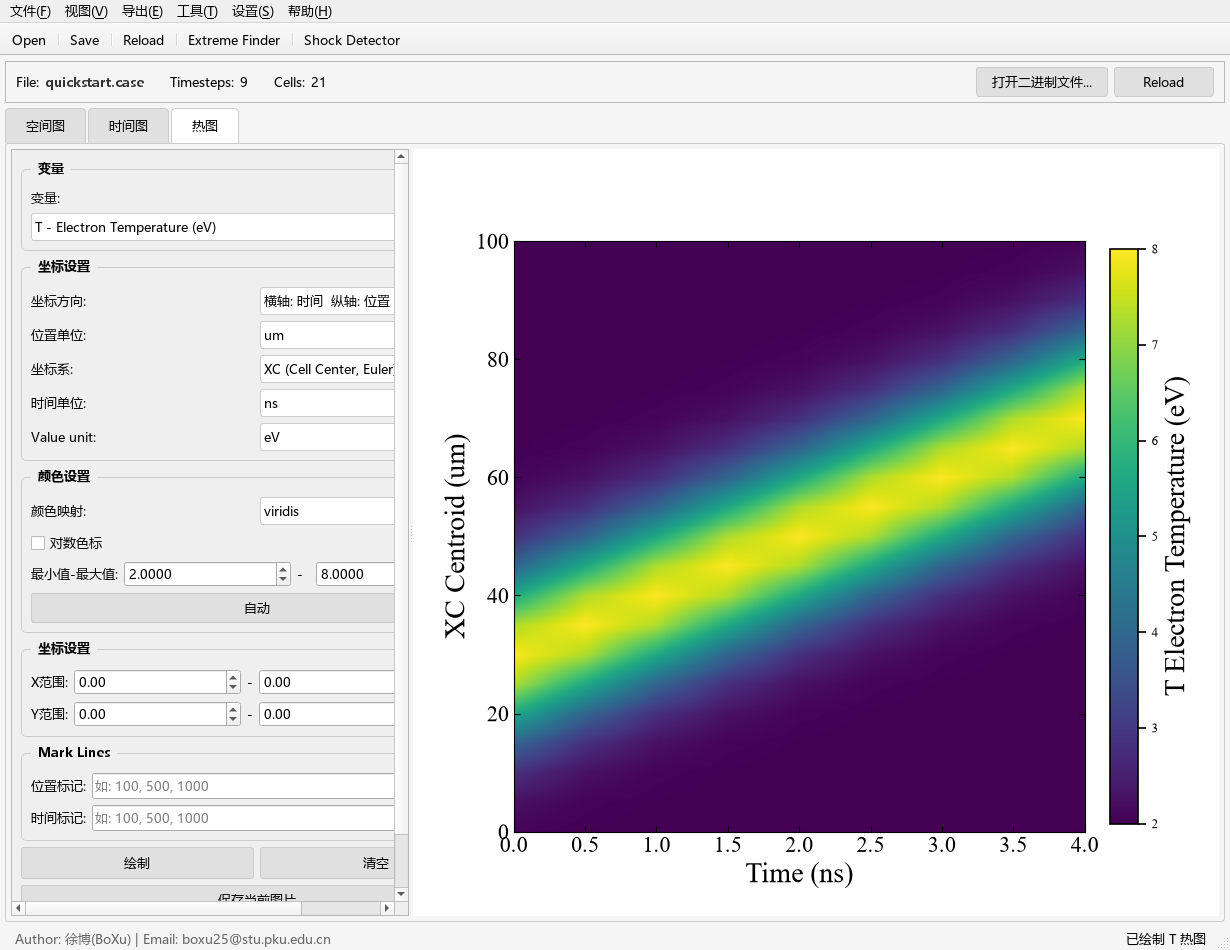 文件(F) 视图(V) 导出(E) 工具(T) 设置(S) 帮助(H)
Open Save Reload Extreme Finder Shock Detector
File: quickstart.case Timesteps: 9 Cells: 21 打开二进制文件... Reload
空间图 时间图 热图
变量
变量:
T - Electron Temperature (eV)
坐标设置
坐标方向: 横轴: 时间 纵轴: 位置
位置单位: um
坐标系: XC (Cell Center, Euler)
时间单位: ns
Value unit: eV
颜色设置
颜色映射: viridis
对数色标
最小值-最大值: 2.0000 - 8.0000
自动
坐标设置
X范围: 0.00 - 0.00
Y范围: 0.00 - 0.00
Mark Lines
位置标记: 如: 100, 500, 1000
时间标记: 如: 100, 500, 1000
绘制 清空
保存当前图片
100
80
60
40
20
0
XC Centroid (um)
0.0 0.5 1.0 1.5 2.0 2.5 3.0 3.5 4.0
Time (ns)
8
7
6
5
4
3
2
T Electron Temperature (eV)
Author: 徐博(BoXu) | Email: boxu25@stu.pku.edu.cn 已绘制 T 热图